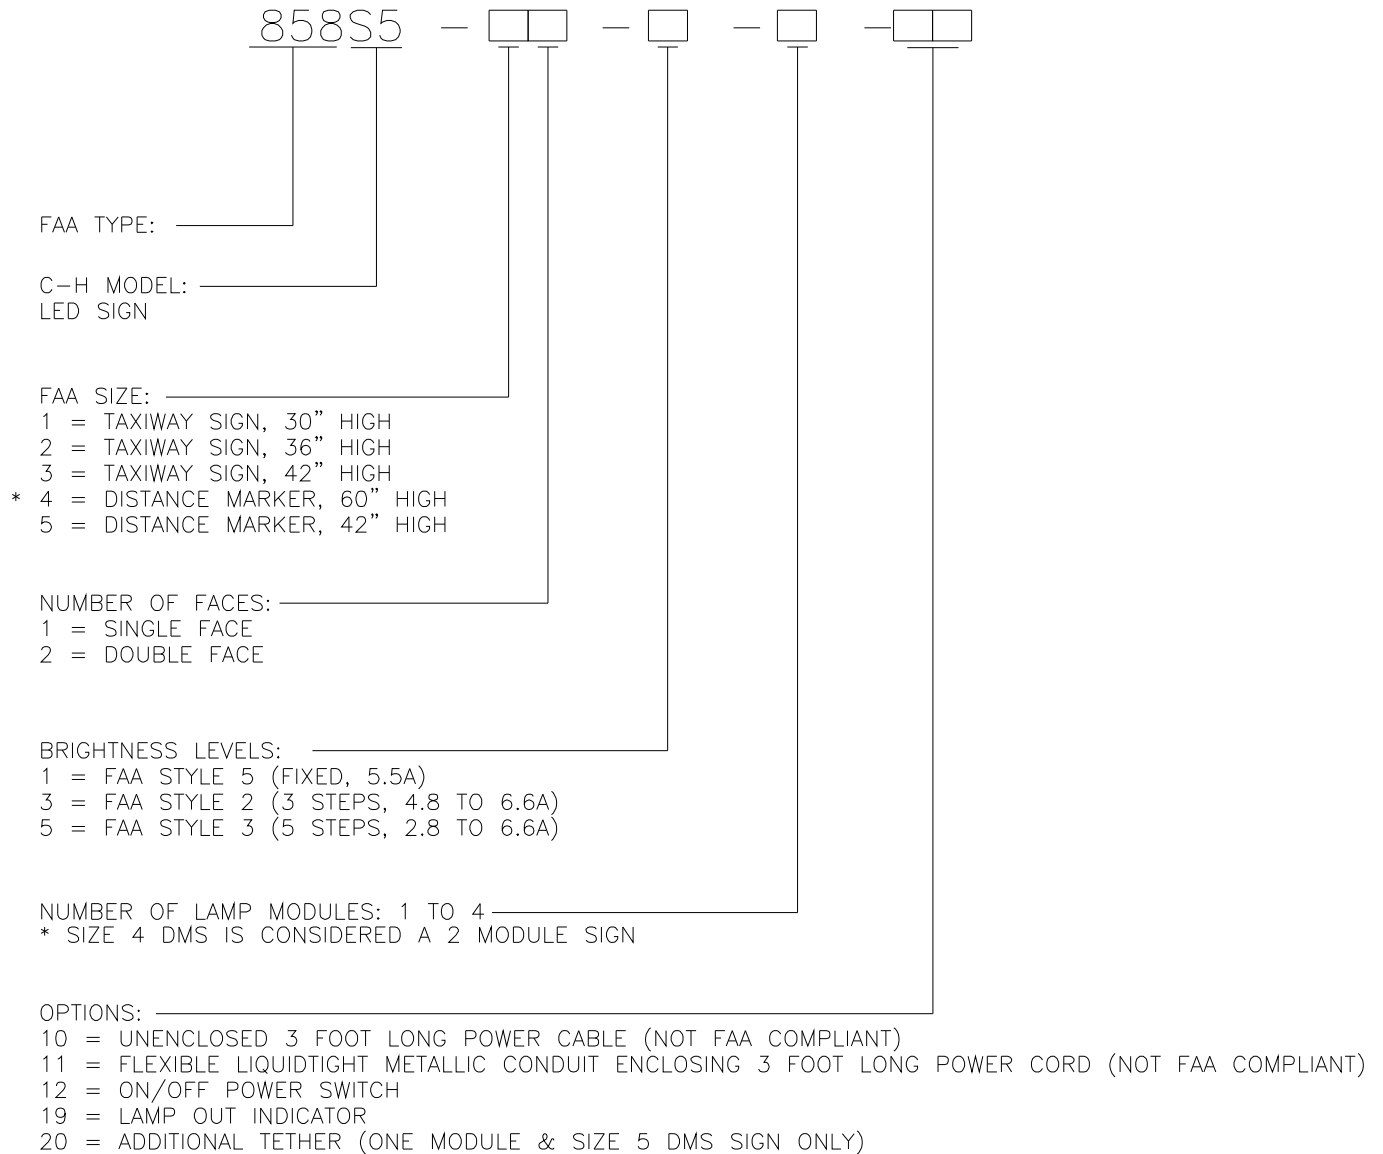 858S5 - - - -
FAA TYPE:
C-H MODEL:
LED SIGN
FAA SIZE:
1 = TAXIWAY SIGN, 30" HIGH
2 = TAXIWAY SIGN, 36" HIGH
3 = TAXIWAY SIGN, 42" HIGH
* 4 = DISTANCE MARKER, 60" HIGH
5 = DISTANCE MARKER, 42" HIGH
NUMBER OF FACES:
1 = SINGLE FACE
2 = DOUBLE FACE
BRIGHTNESS LEVELS:
1 = FAA STYLE 5 (FIXED, 5.5A)
3 = FAA STYLE 2 (3 STEPS, 4.8 TO 6.6A)
5 = FAA STYLE 3 (5 STEPS, 2.8 TO 6.6A)
NUMBER OF LAMP MODULES: 1 TO 4
* SIZE 4 DMS IS CONSIDERED A 2 MODULE SIGN
OPTIONS:
10 = UNENCLOSED 3 FOOT LONG POWER CABLE (NOT FAA COMPLIANT)
11 = FLEXIBLE LIQUIDTIGHT METALLIC CONDUIT ENCLOSING 3 FOOT LONG POWER CORD (NOT FAA COMPLIANT)
12 = ON/OFF POWER SWITCH
19 = LAMP OUT INDICATOR
20 = ADDITIONAL TETHER (ONE MODULE & SIZE 5 DMS SIGN ONLY)